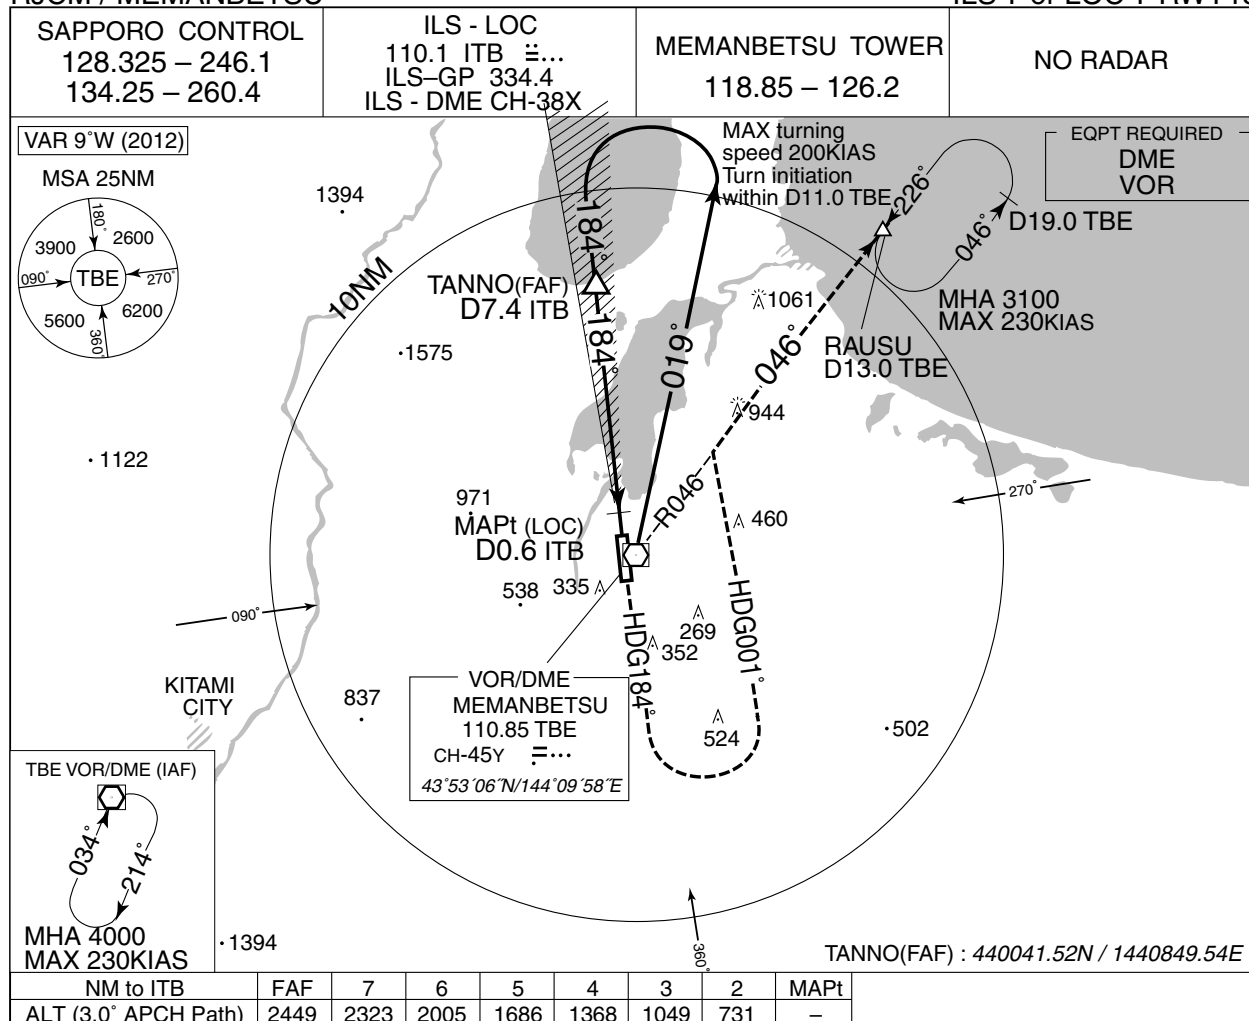 RJCM / MEMANBETSU
SAPPORO CONTROL
128.325 – 246.1
134.25 – 260.4
ILS - LOC
110.1 ITB
ILS–GP 334.4
ILS - DME CH-38X
MEMANBETSU TOWER
118.85 – 126.2
NO RADAR
VAR 9°W (2012)
MSA 25NM
180°
3900
2600
090°
TBE
270°
5600
6200
360°
1394
10NM
MAX turning
speed 200KIAS
Turn initiation
within D11.0 TBE
EQPT REQUIRED
DME
VOR
226°
046°
D19.0 TBE
184°
TANNO(FAF)
D7.4 ITB
184°
019°
1061
MHA 3100
MAX 230KIAS
RAUSU
D13.0 TBE
046°
1575
944
1122
971
MAPt (LOC)
D0.6 ITB
R046
460
270°
538
335
090°
HDG184°
269
352
HDG001°
VOR/DME
MEMANBETSU
110.85 TBE
CH-45Y
43°53´06˝N/144°09´58˝E
KITAMI
CITY
837
524
502
TBE VOR/DME (IAF)
034°
214°
MHA 4000
MAX 230KIAS
1394
360°
TANNO(FAF) : 440041.52N / 1440849.54E
NM to ITB FAF 7 6 5 4 3 2 MAPt
ALT (3.0° APCH Path) 2449 2323 2005 1686 1368 1049 731 –